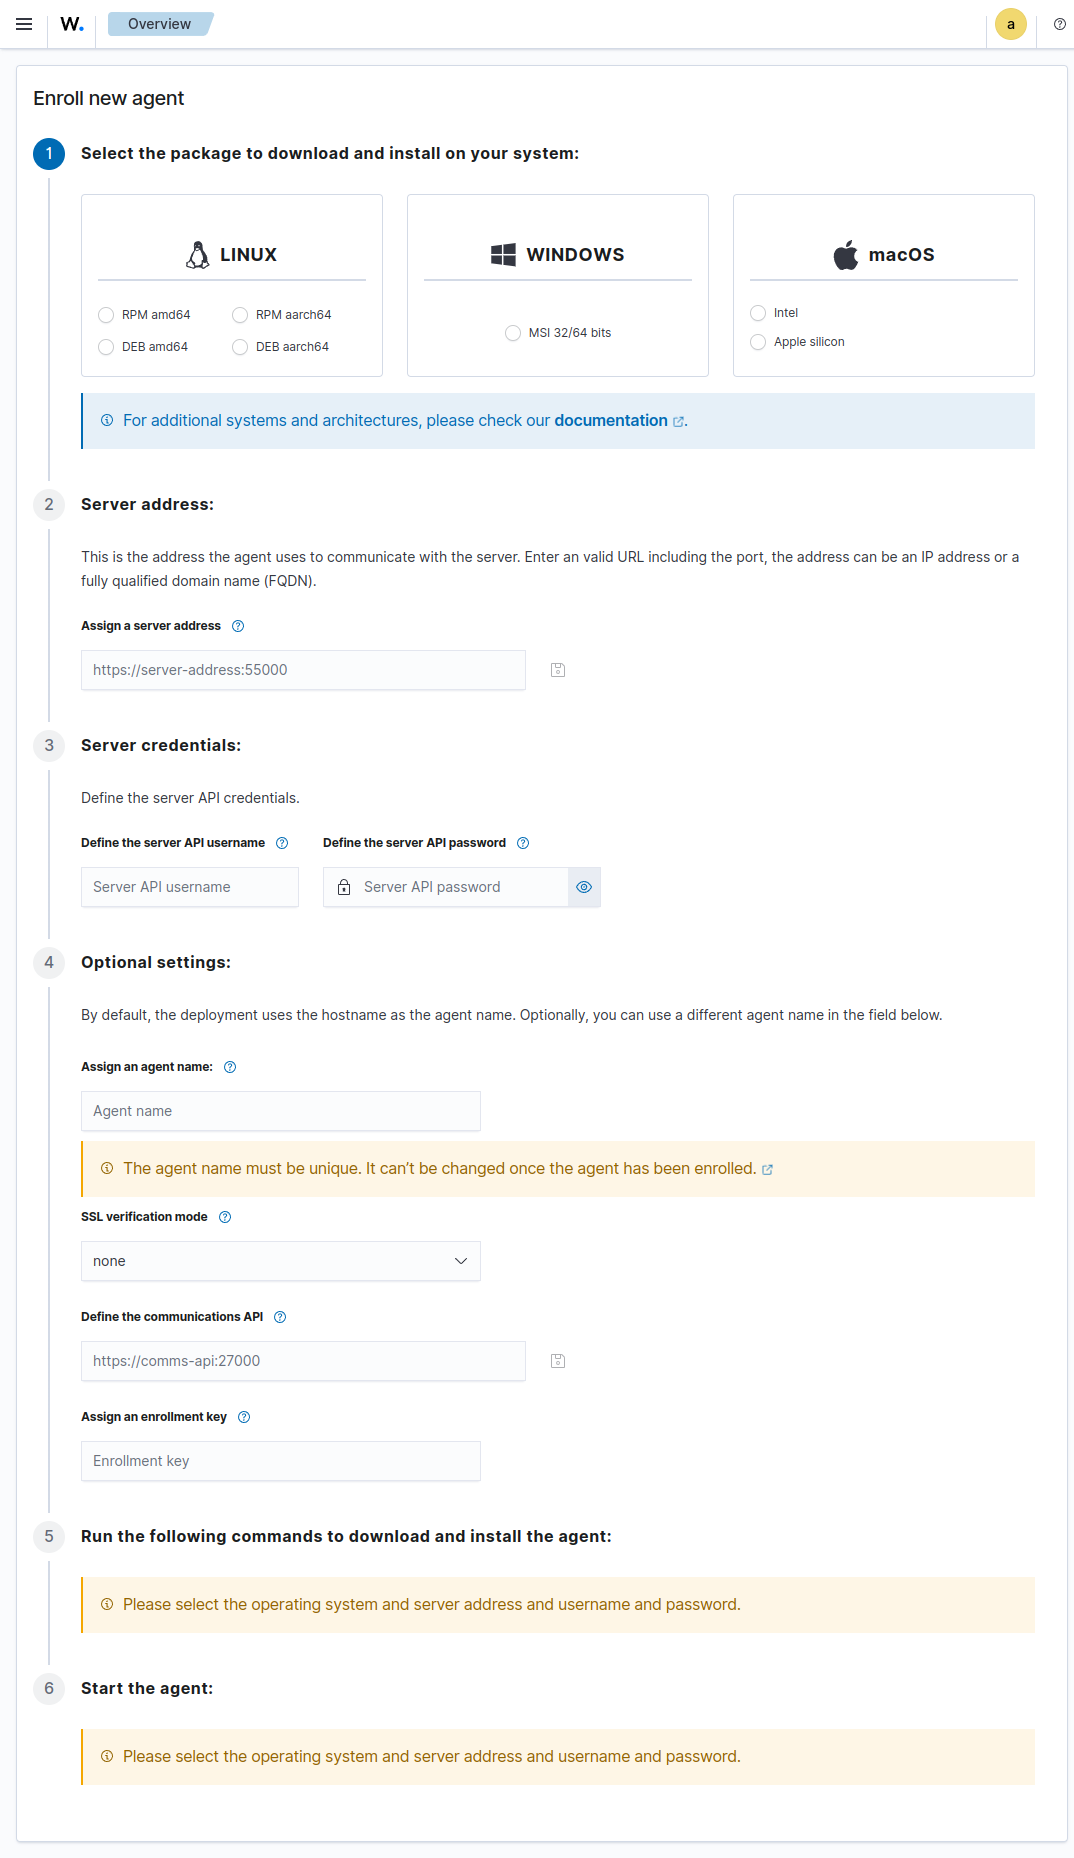 W.
Overview
a
Enroll new agent
1
Select the package to download and install on your system:
LINUX
RPM amd64
RPM aarch64
DEB amd64
DEB aarch64
WINDOWS
MSI 32/64 bits
macOS
Intel
Apple silicon
For additional systems and architectures, please check our documentation.
2
Server address:
This is the address the agent uses to communicate with the server. Enter an valid URL including the port, the address can be an IP address or a
fully qualified domain name (FQDN).
Assign a server address
https://server-address:55000
3
Server credentials:
Define the server API credentials.
Define the server API username
Define the server API password
Server API username
Server API password
4
Optional settings:
By default, the deployment uses the hostname as the agent name. Optionally, you can use a different agent name in the field below.
Assign an agent name:
Agent name
The agent name must be unique. It can’t be changed once the agent has been enrolled.
SSL verification mode
none
Define the communications API
https://comms-api:27000
Assign an enrollment key
Enrollment key
5
Run the following commands to download and install the agent:
Please select the operating system and server address and username and password.
6
Start the agent:
Please select the operating system and server address and username and password.